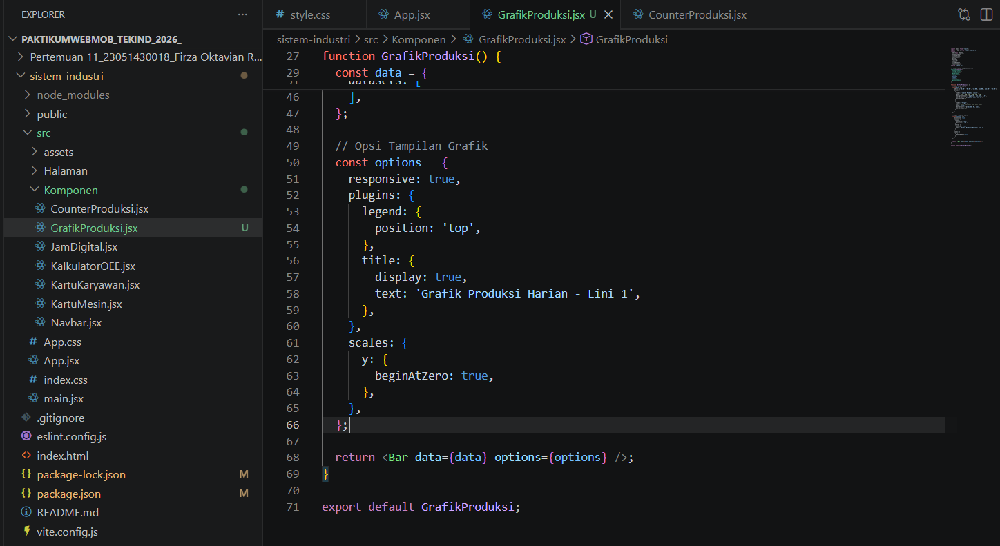 EXPLORER
PAKTIKUMWEBMOB_TEKIND_2026_
Pertemuan 11_23051430018_Firza Oktavian R...
sistem-industri
node_modules
public
src
assets
Halaman
Komponen
CounterProduksi.jsx
GrafikProduksi.jsx U
JamDigital.jsx
KalkulatorOEE.jsx
KartuKaryawan.jsx
KartuMesin.jsx
Navbar.jsx
# App.css
App.jsx
# index.css
main.jsx
.gitignore
eslint.config.js
<> index.html
{} package-lock.json M
{} package.json M
README.md
vite.config.js
# style.css
App.jsx
GrafikProduksi.jsx U
CounterProduksi.jsx
sistem-industri > src > Komponen > GrafikProduksi.jsx > GrafikProduksi
27 function GrafikProduksi() {
29 const data = {
31 datasets: [
46 ],
47 };
48
49 // Opsi Tampilan Grafik
50 const options = {
51 responsive: true,
52 plugins: {
53 legend: {
54 position: 'top',
55 },
56 title: {
57 display: true,
58 text: 'Grafik Produksi Harian - Lini 1',
59 },
60 },
61 scales: {
62 y: {
63 beginAtZero: true,
64 },
65 },
66 };
67
68 return <Bar data={data} options={options} />;
69 }
70
71 export default GrafikProduksi;